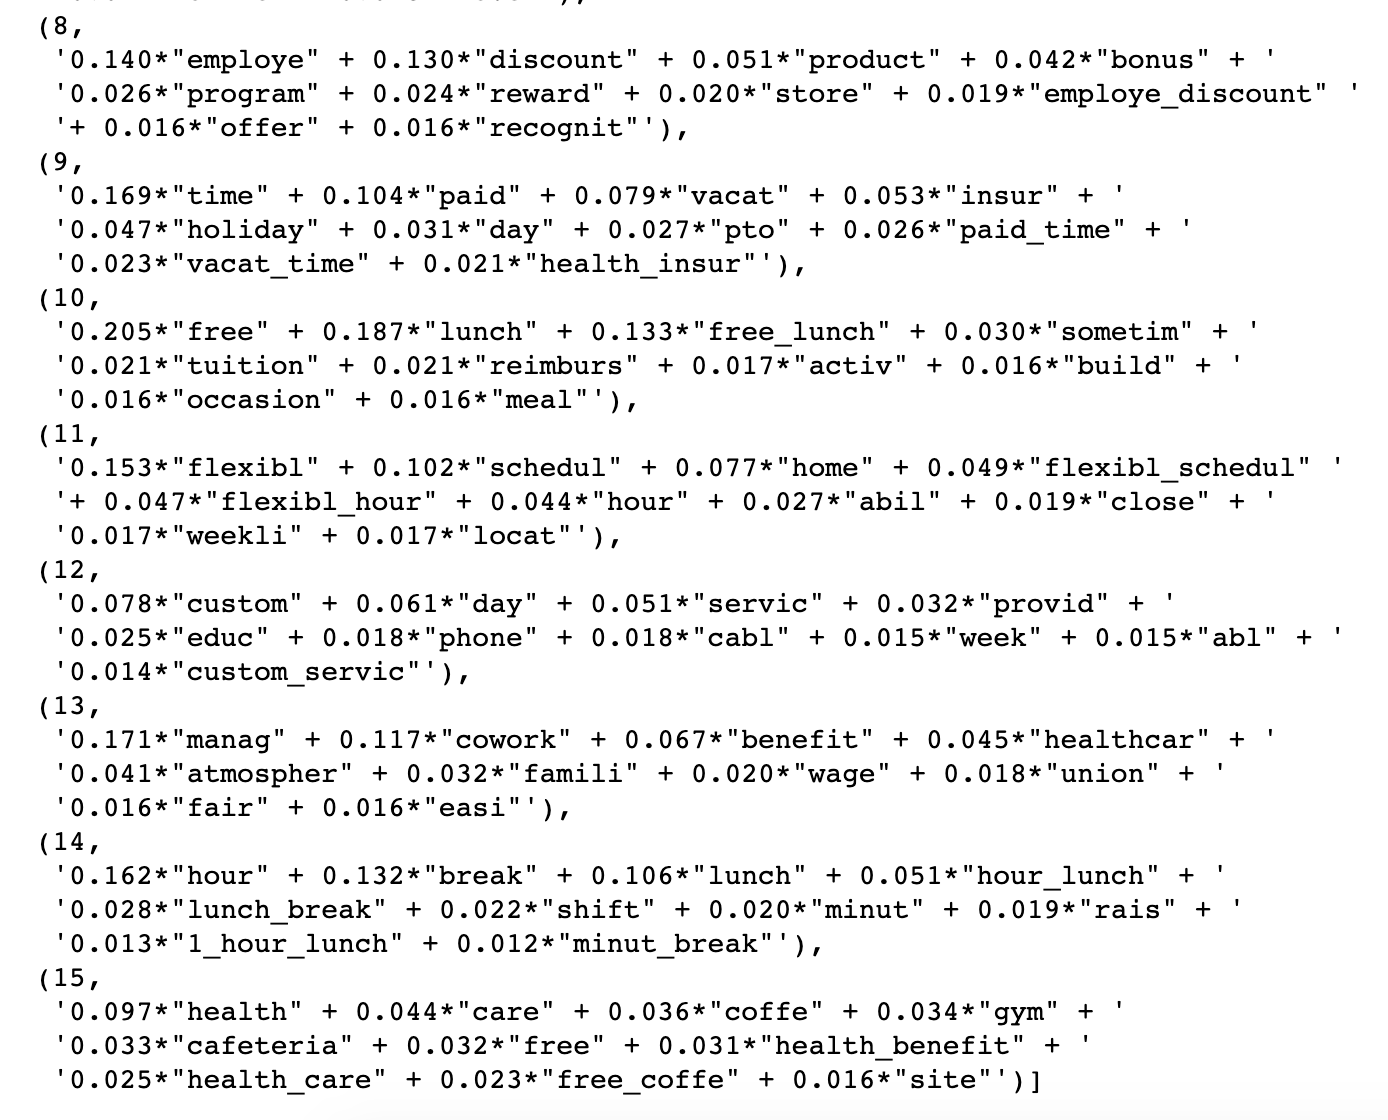 (8,
'0.140*"employe" + 0.130*"discount" + 0.051*"product" + 0.042*"bonus" + '
'0.026*"program" + 0.024*"reward" + 0.020*"store" + 0.019*"employe_discount" '
'+ 0.016*"offer" + 0.016*"recognit"'),
(9,
'0.169*"time" + 0.104*"paid" + 0.079*"vacat" + 0.053*"insur" + '
'0.047*"holiday" + 0.031*"day" + 0.027*"pto" + 0.026*"paid_time" + '
'0.023*"vacat_time" + 0.021*"health_insur"'),
(10,
'0.205*"free" + 0.187*"lunch" + 0.133*"free_lunch" + 0.030*"sometim" + '
'0.021*"tuition" + 0.021*"reimburs" + 0.017*"activ" + 0.016*"build" + '
'0.016*"occasion" + 0.016*"meal"'),
(11,
'0.153*"flexibl" + 0.102*"schedul" + 0.077*"home" + 0.049*"flexibl_schedul" '
'+ 0.047*"flexibl_hour" + 0.044*"hour" + 0.027*"abil" + 0.019*"close" + '
'0.017*"weekli" + 0.017*"locat"'),
(12,
'0.078*"custom" + 0.061*"day" + 0.051*"servic" + 0.032*"provid" + '
'0.025*"educ" + 0.018*"phone" + 0.018*"cabl" + 0.015*"week" + 0.015*"abl" + '
'0.014*"custom_servic"'),
(13,
'0.171*"manag" + 0.117*"cowork" + 0.067*"benefit" + 0.045*"healthcar" + '
'0.041*"atmospher" + 0.032*"famili" + 0.020*"wage" + 0.018*"union" + '
'0.016*"fair" + 0.016*"easi"'),
(14,
'0.162*"hour" + 0.132*"break" + 0.106*"lunch" + 0.051*"hour_lunch" + '
'0.028*"lunch_break" + 0.022*"shift" + 0.020*"minut" + 0.019*"rais" + '
'0.013*"1_hour_lunch" + 0.012*"minut_break"'),
(15,
'0.097*"health" + 0.044*"care" + 0.036*"coffe" + 0.034*"gym" + '
'0.033*"cafeteria" + 0.032*"free" + 0.031*"health_benefit" + '
'0.025*"health_care" + 0.023*"free_coffe" + 0.016*"site"')]